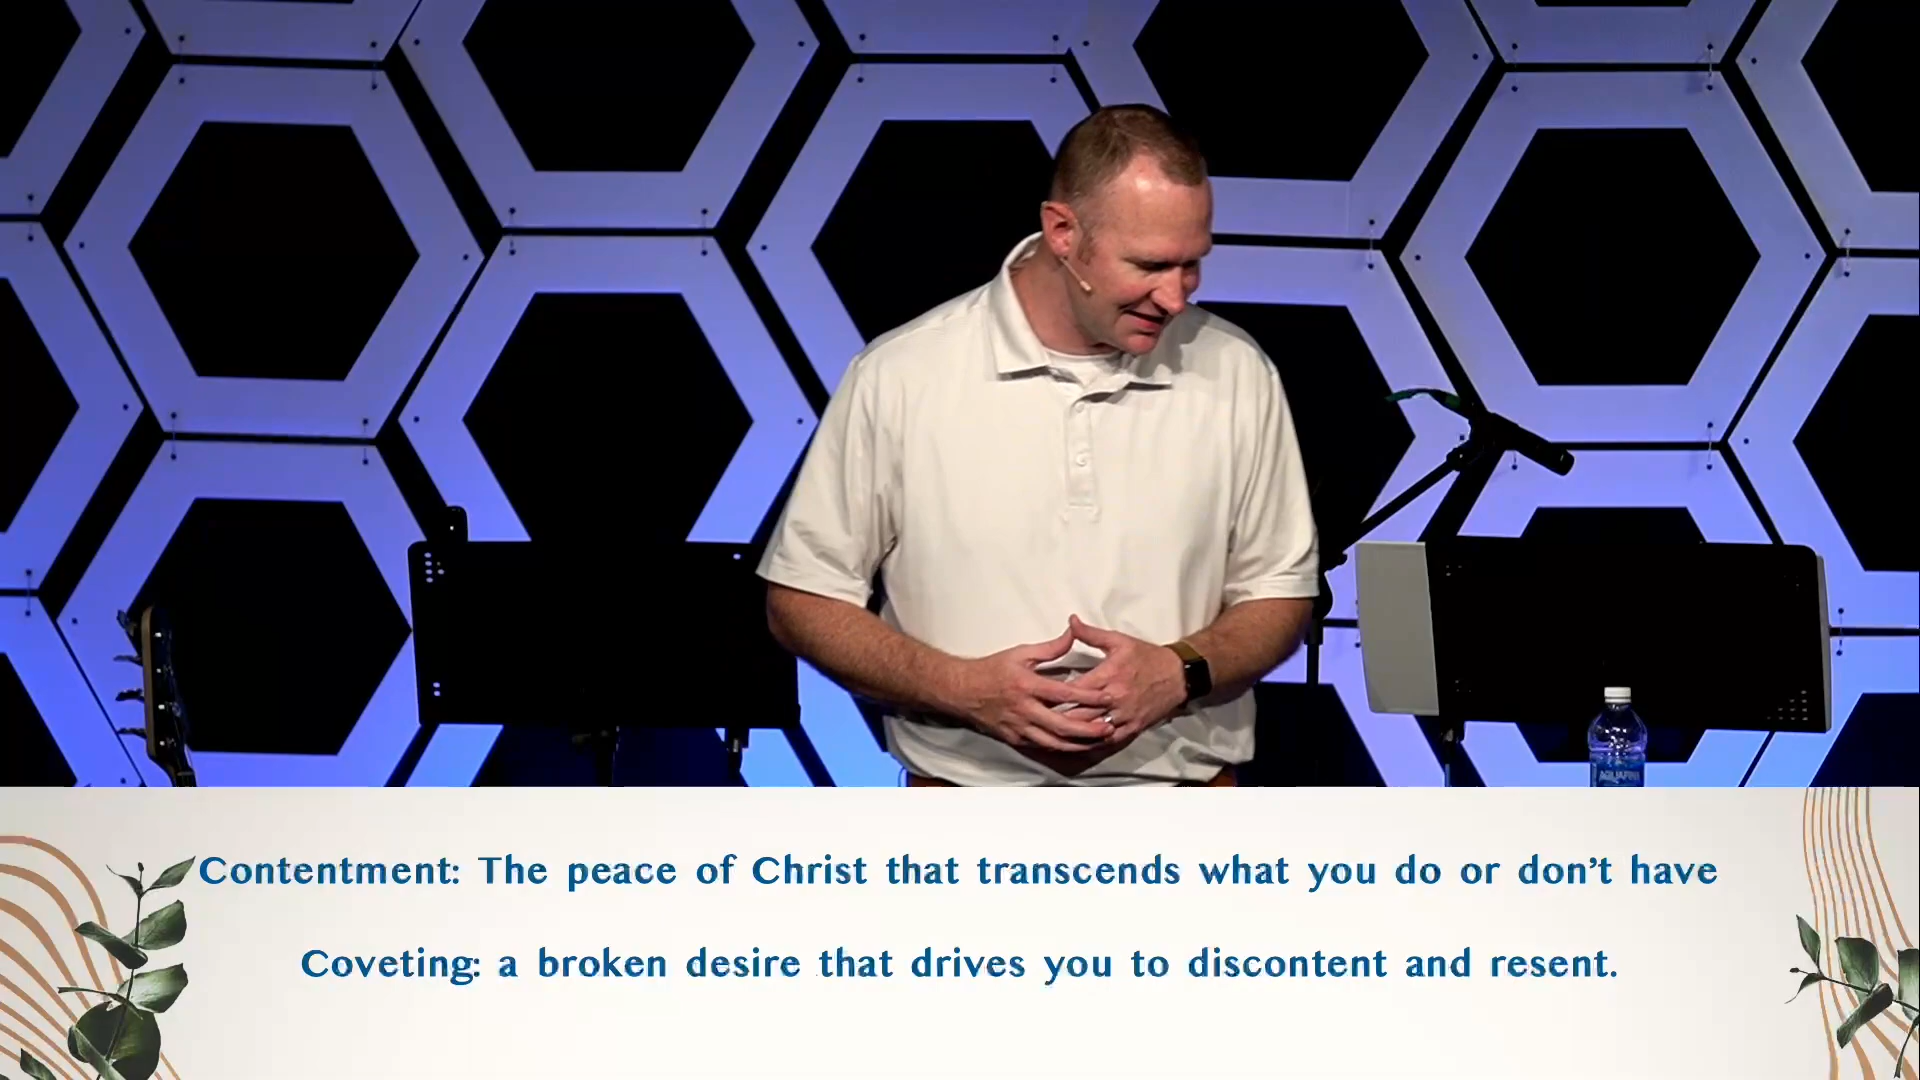 AQUAFINA
Contentment: The peace of Christ that transcends what you do or don’t have
Coveting: a broken desire that drives you to discontent and resent.